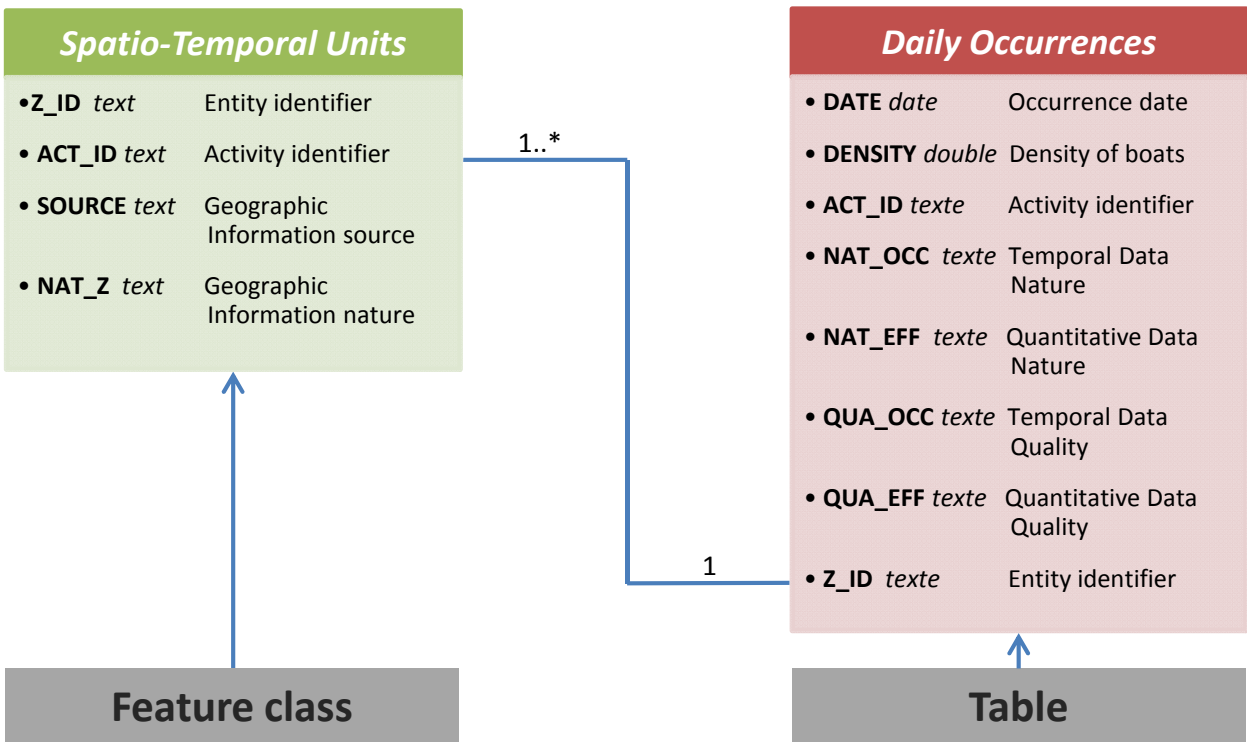 Spatio-Temporal Units
•Z_ID text Entity identifier
• ACT_ID text Activity identifier
• SOURCE text Geographic
Information source
• NAT_Z text Geographic
Information nature
1..*
1
Daily Occurrences
• DATE date Occurrence date
• DENSITY double Density of boats
• ACT_ID texte Activity identifier
• NAT_OCC texte Temporal Data
Nature
• NAT_EFF texte Quantitative Data
Nature
• QUA_OCC texte Temporal Data
Quality
• QUA_EFF texte Quantitative Data
Quality
• Z_ID texte Entity identifier
Feature class
Table